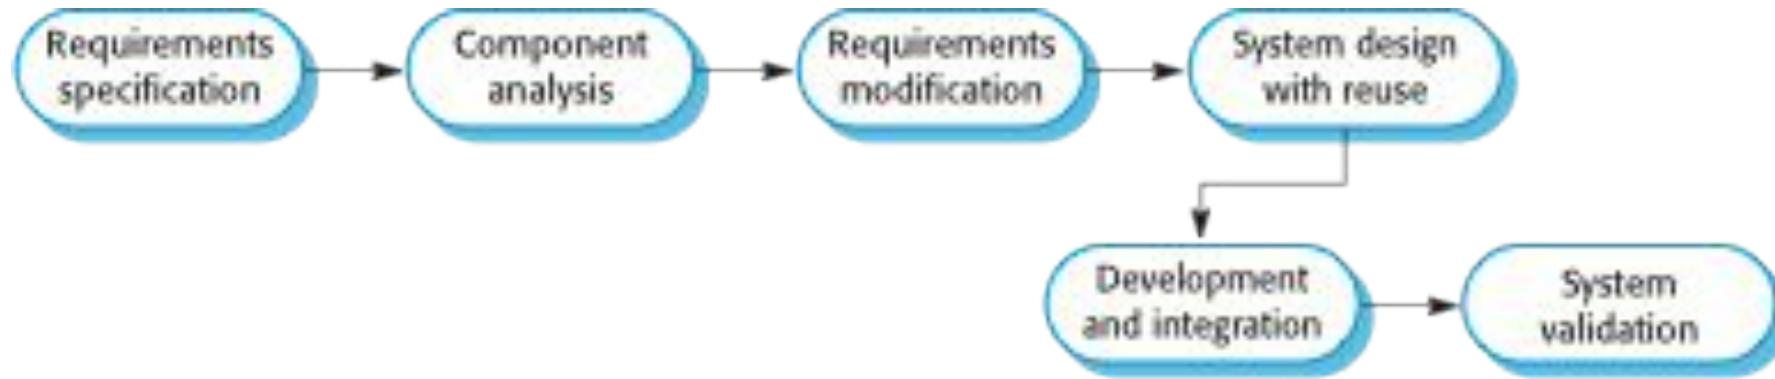 Requirements
specification
Component
analysis
Requirements
modification
System design
with reuse
Development
and integration
System
validation